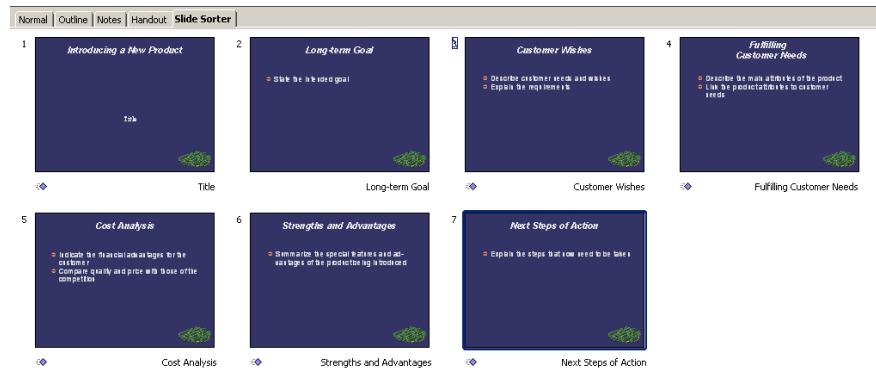 Normal Outline Notes Handout Slide Sorter
1
Introducing a New Product
Title
Title
2
Long-term Goal
State the intended goal
Long-term Goal
3
Customer Wishes
Describe customer needs and wishes
Explain the requirements
Customer Wishes
4
Fulfilling
Customer Needs
Describe the main attributes of the product
Link the product attributes to customer
needs
Fulfilling Customer Needs
5
Cost Analysis
Indicate the financial advantages for the
customer
Compare quality and price with those of the
competition
Cost Analysis
6
Strengths and Advantages
Summarize the special features and ad-
vantages of the product being introduced
Strengths and Advantages
7
Next Steps of Action
Explain the steps that now need to be taken
Next Steps of Action